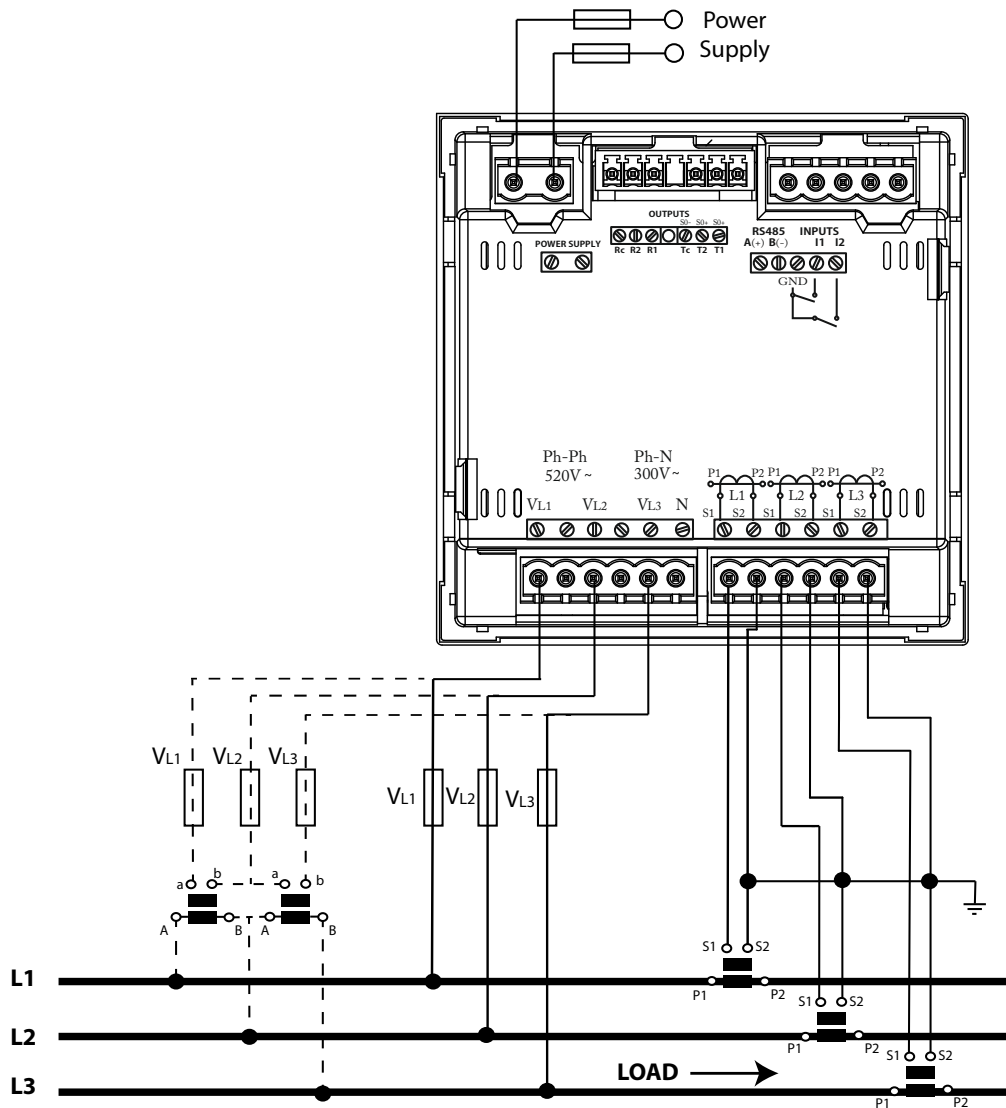 Power
Supply
OUTPUTS
S0- S0+ S0+
Rc R2 R1 Tc T2 T1
POWER SUPPLY
RS485 INPUTS
A(+) B(-) I1 I2
GND
Ph-Ph Ph-N
520V~ 300V~
P1 P2 P1 P2 P1 P2
L1 L2 L3
VL1 VL2 VL3 N
S1 S2 S1 S2 S1 S2
VL1 VL2 VL3
VL1 VL2 VL3
a b a b
A B A B
S1 S2
L1
P1 P2
S1 S2
L2
P1 P2
S1 S2
LOAD
L3
P1 P2